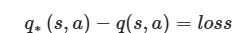 q∗ (s, a) − q(s, a) = loss